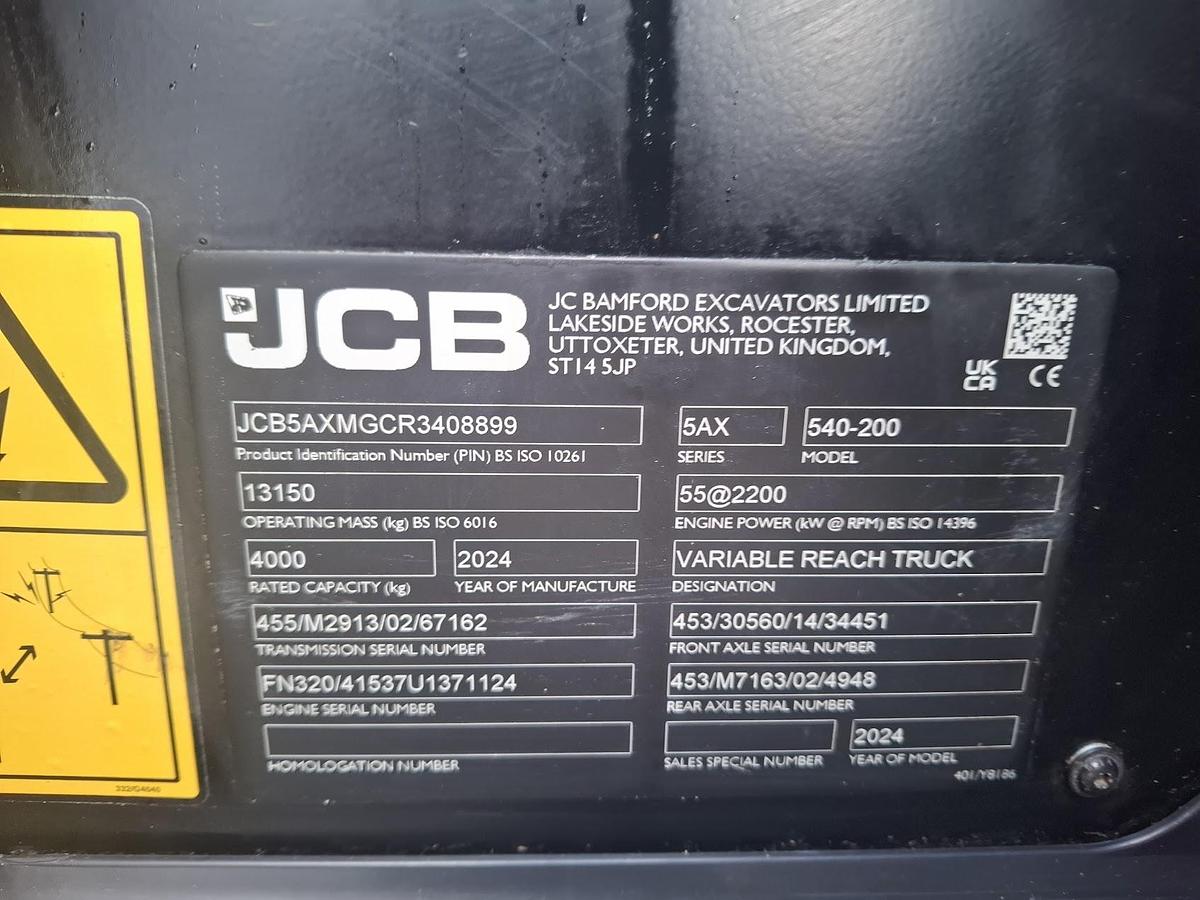 JCB
JC BAMFORD EXCAVATORS LIMITED
LAKESIDE WORKS, ROCESTER,
UTTOXETER, UNITED KINGDOM,
ST14 5JP
UK
CA
CE
JCB5AXMGCR3408899
Product Identification Number (PIN) BS ISO 10261
5AX
SERIES
540-200
MODEL
13150
OPERATING MASS (kg) BS ISO 6016
55@2200
ENGINE POWER (kW @ RPM) BS ISO 14396
4000
RATED CAPACITY (kg)
2024
YEAR OF MANUFACTURE
VARIABLE REACH TRUCK
DESIGNATION
455/M2913/02/67162
TRANSMISSION SERIAL NUMBER
453/30560/14/34451
FRONT AXLE SERIAL NUMBER
FN320/41537U1371124
ENGINE SERIAL NUMBER
453/M7163/02/4948
REAR AXLE SERIAL NUMBER
HOMOLOGATION NUMBER
SALES SPECIAL NUMBER
2024
YEAR OF MODEL
401/Y8186